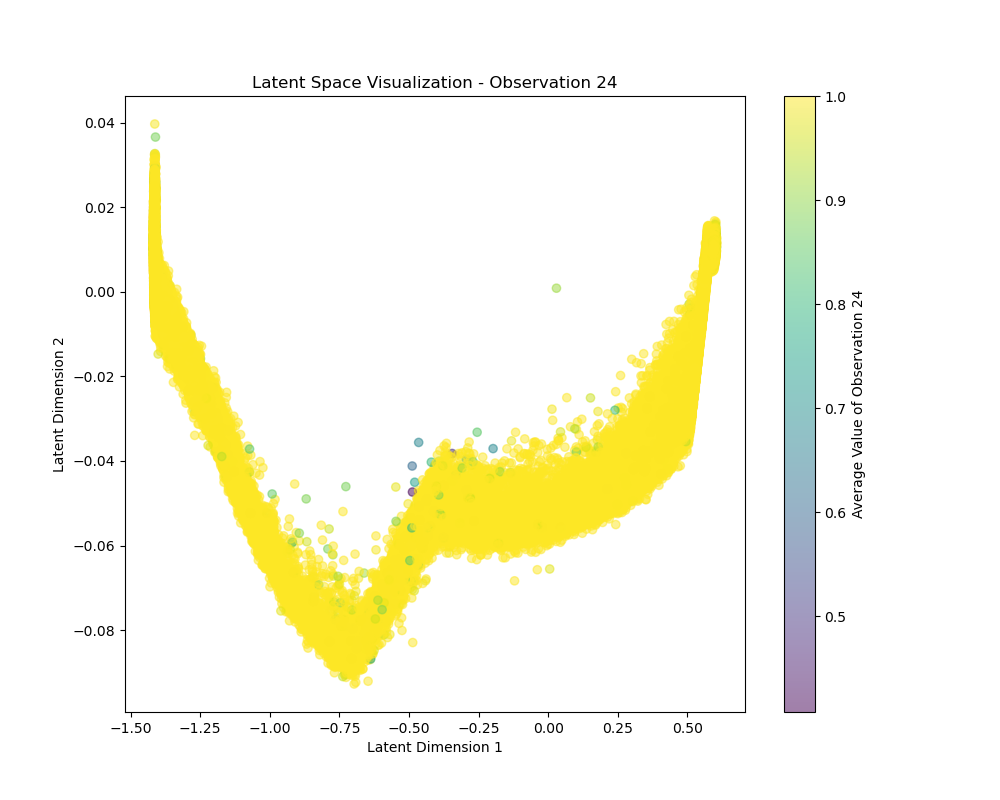 Latent Space Visualization - Observation 24
0.04
0.02
0.00
−0.02
−0.04
−0.06
−0.08
Latent Dimension 2
−1.50 −1.25 −1.00 −0.75 −0.50 −0.25 0.00 0.25 0.50
Latent Dimension 1
1.0
0.9
0.8
0.7
0.6
0.5
Average Value of Observation 24